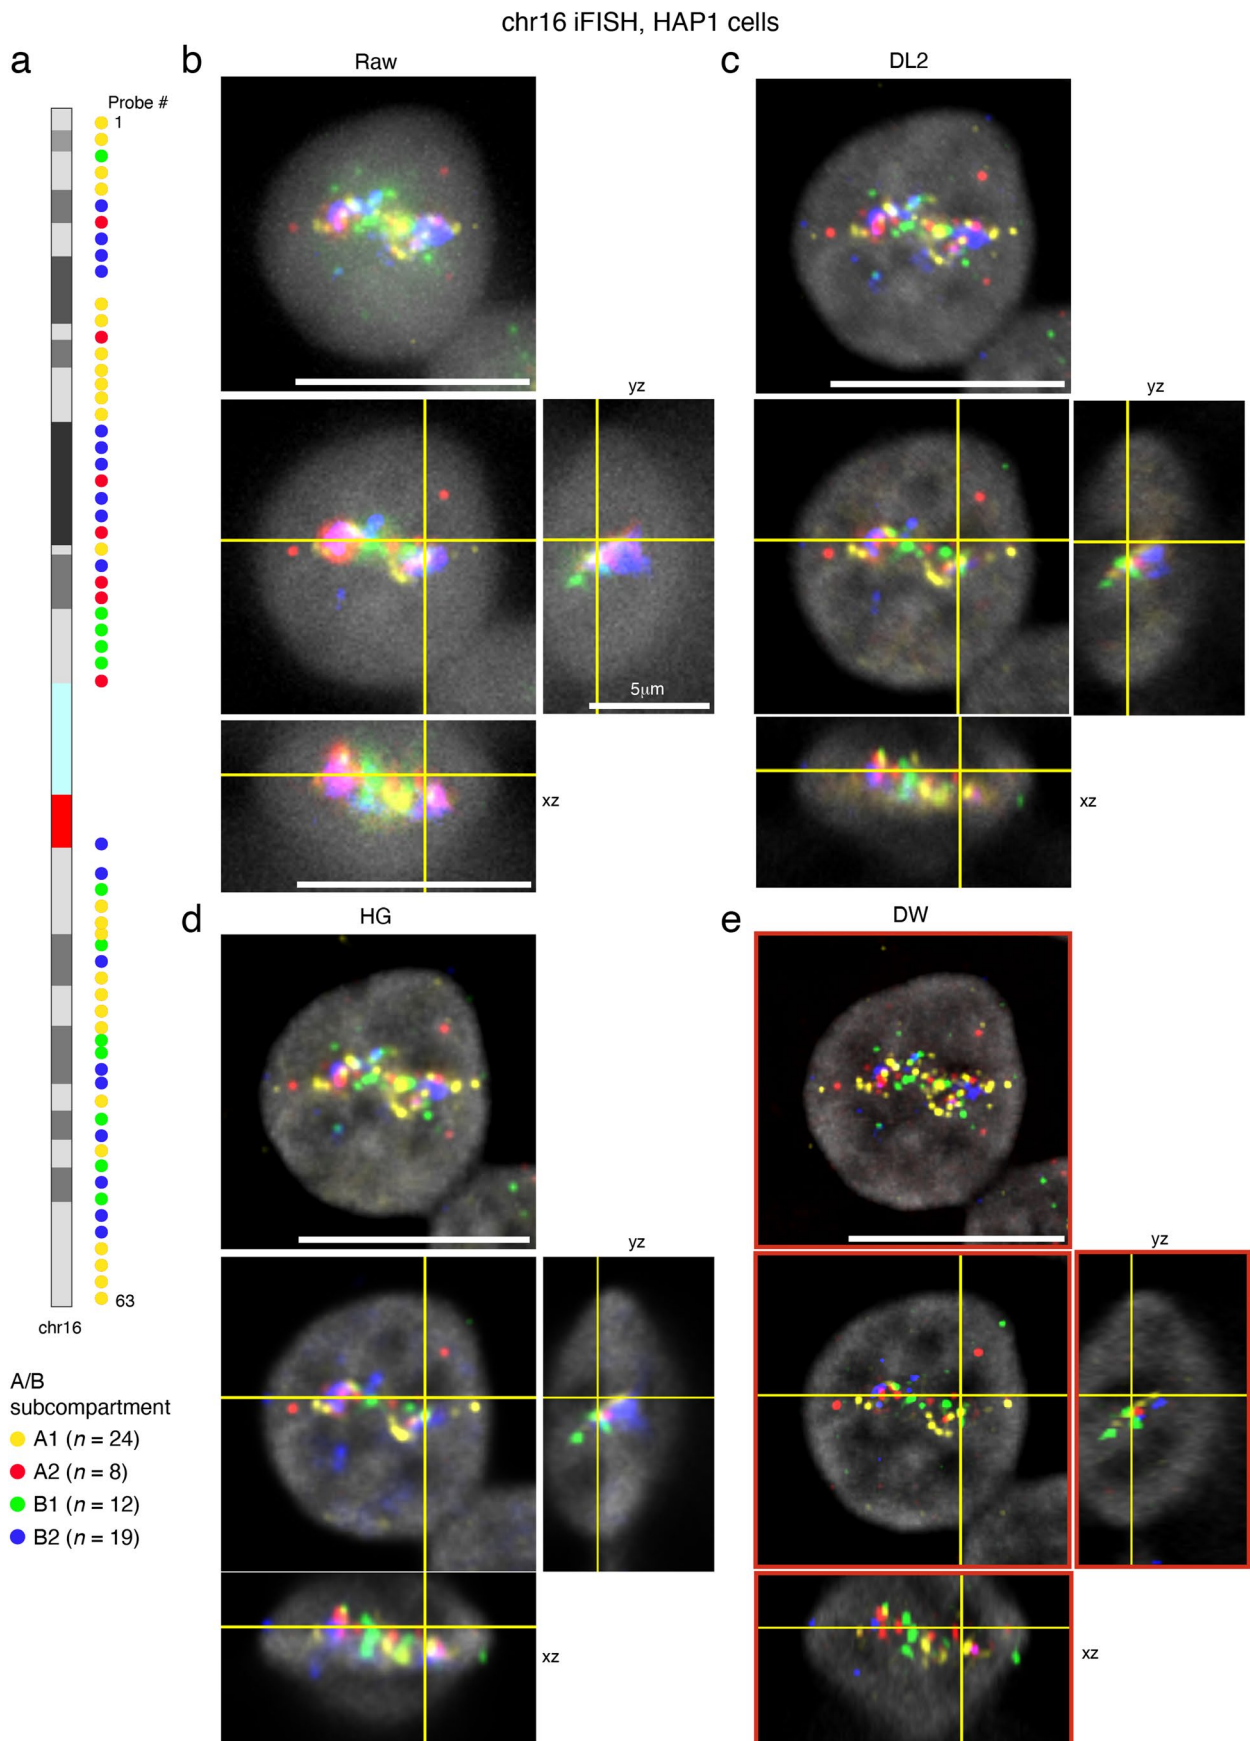 chr16 iFISH, HAP1 cells
a
Probe #
1
63
chr16
A/B
subcompartment
A1 (n = 24)
A2 (n = 8)
B1 (n = 12)
B2 (n = 19)
b
Raw
yz
5μm
xz
c
DL2
yz
xz
d
HG
yz
xz
e
DW
yz
xz